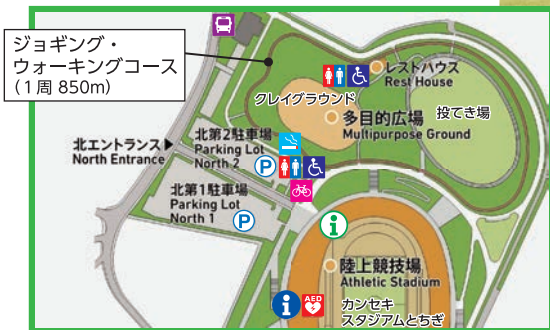 ジョギング・
ウォーキングコース
（1周 850m）
レストハウス
Rest House
クレイグラウンド
投てき場
多目的広場
Multipurpose Ground
北エントランス▶
North Entrance
北第2駐車場
Parking Lot
North 2
P
北第1駐車場
Parking Lot
North 1
P
i
陸上競技場
Athletic Stadium
i
AED
カンセキ
スタジアムとちぎ